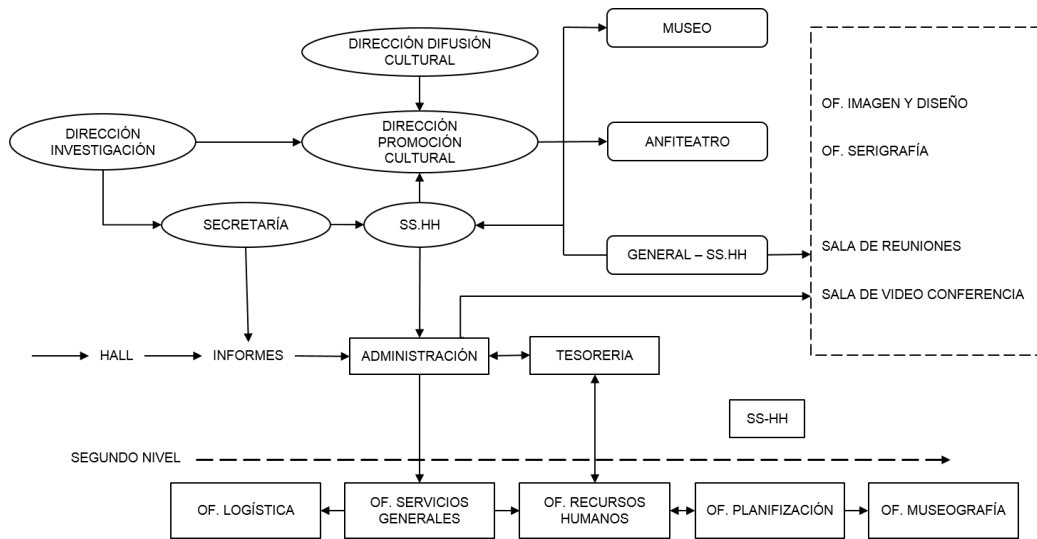 DIRECCIÓN DIFUSIÓN
CULTURAL
MUSEO
OF. IMAGEN Y DISEÑO
DIRECCIÓN
INVESTIGACIÓN
DIRECCIÓN
PROMOCIÓN
CULTURAL
ANFITEATRO
OF. SERIGRAFÍA
SECRETARÍA
SS.HH
GENERAL – SS.HH
SALA DE REUNIONES
SALA DE VIDEO CONFERENCIA
HALL
INFORMES
ADMINISTRACIÓN
TESORERIA
SS-HH
SEGUNDO NIVEL
OF. LOGÍSTICA
OF. SERVICIOS
GENERALES
OF. RECURSOS
HUMANOS
OF. PLANIFIZACIÓN
OF. MUSEOGRAFÍA